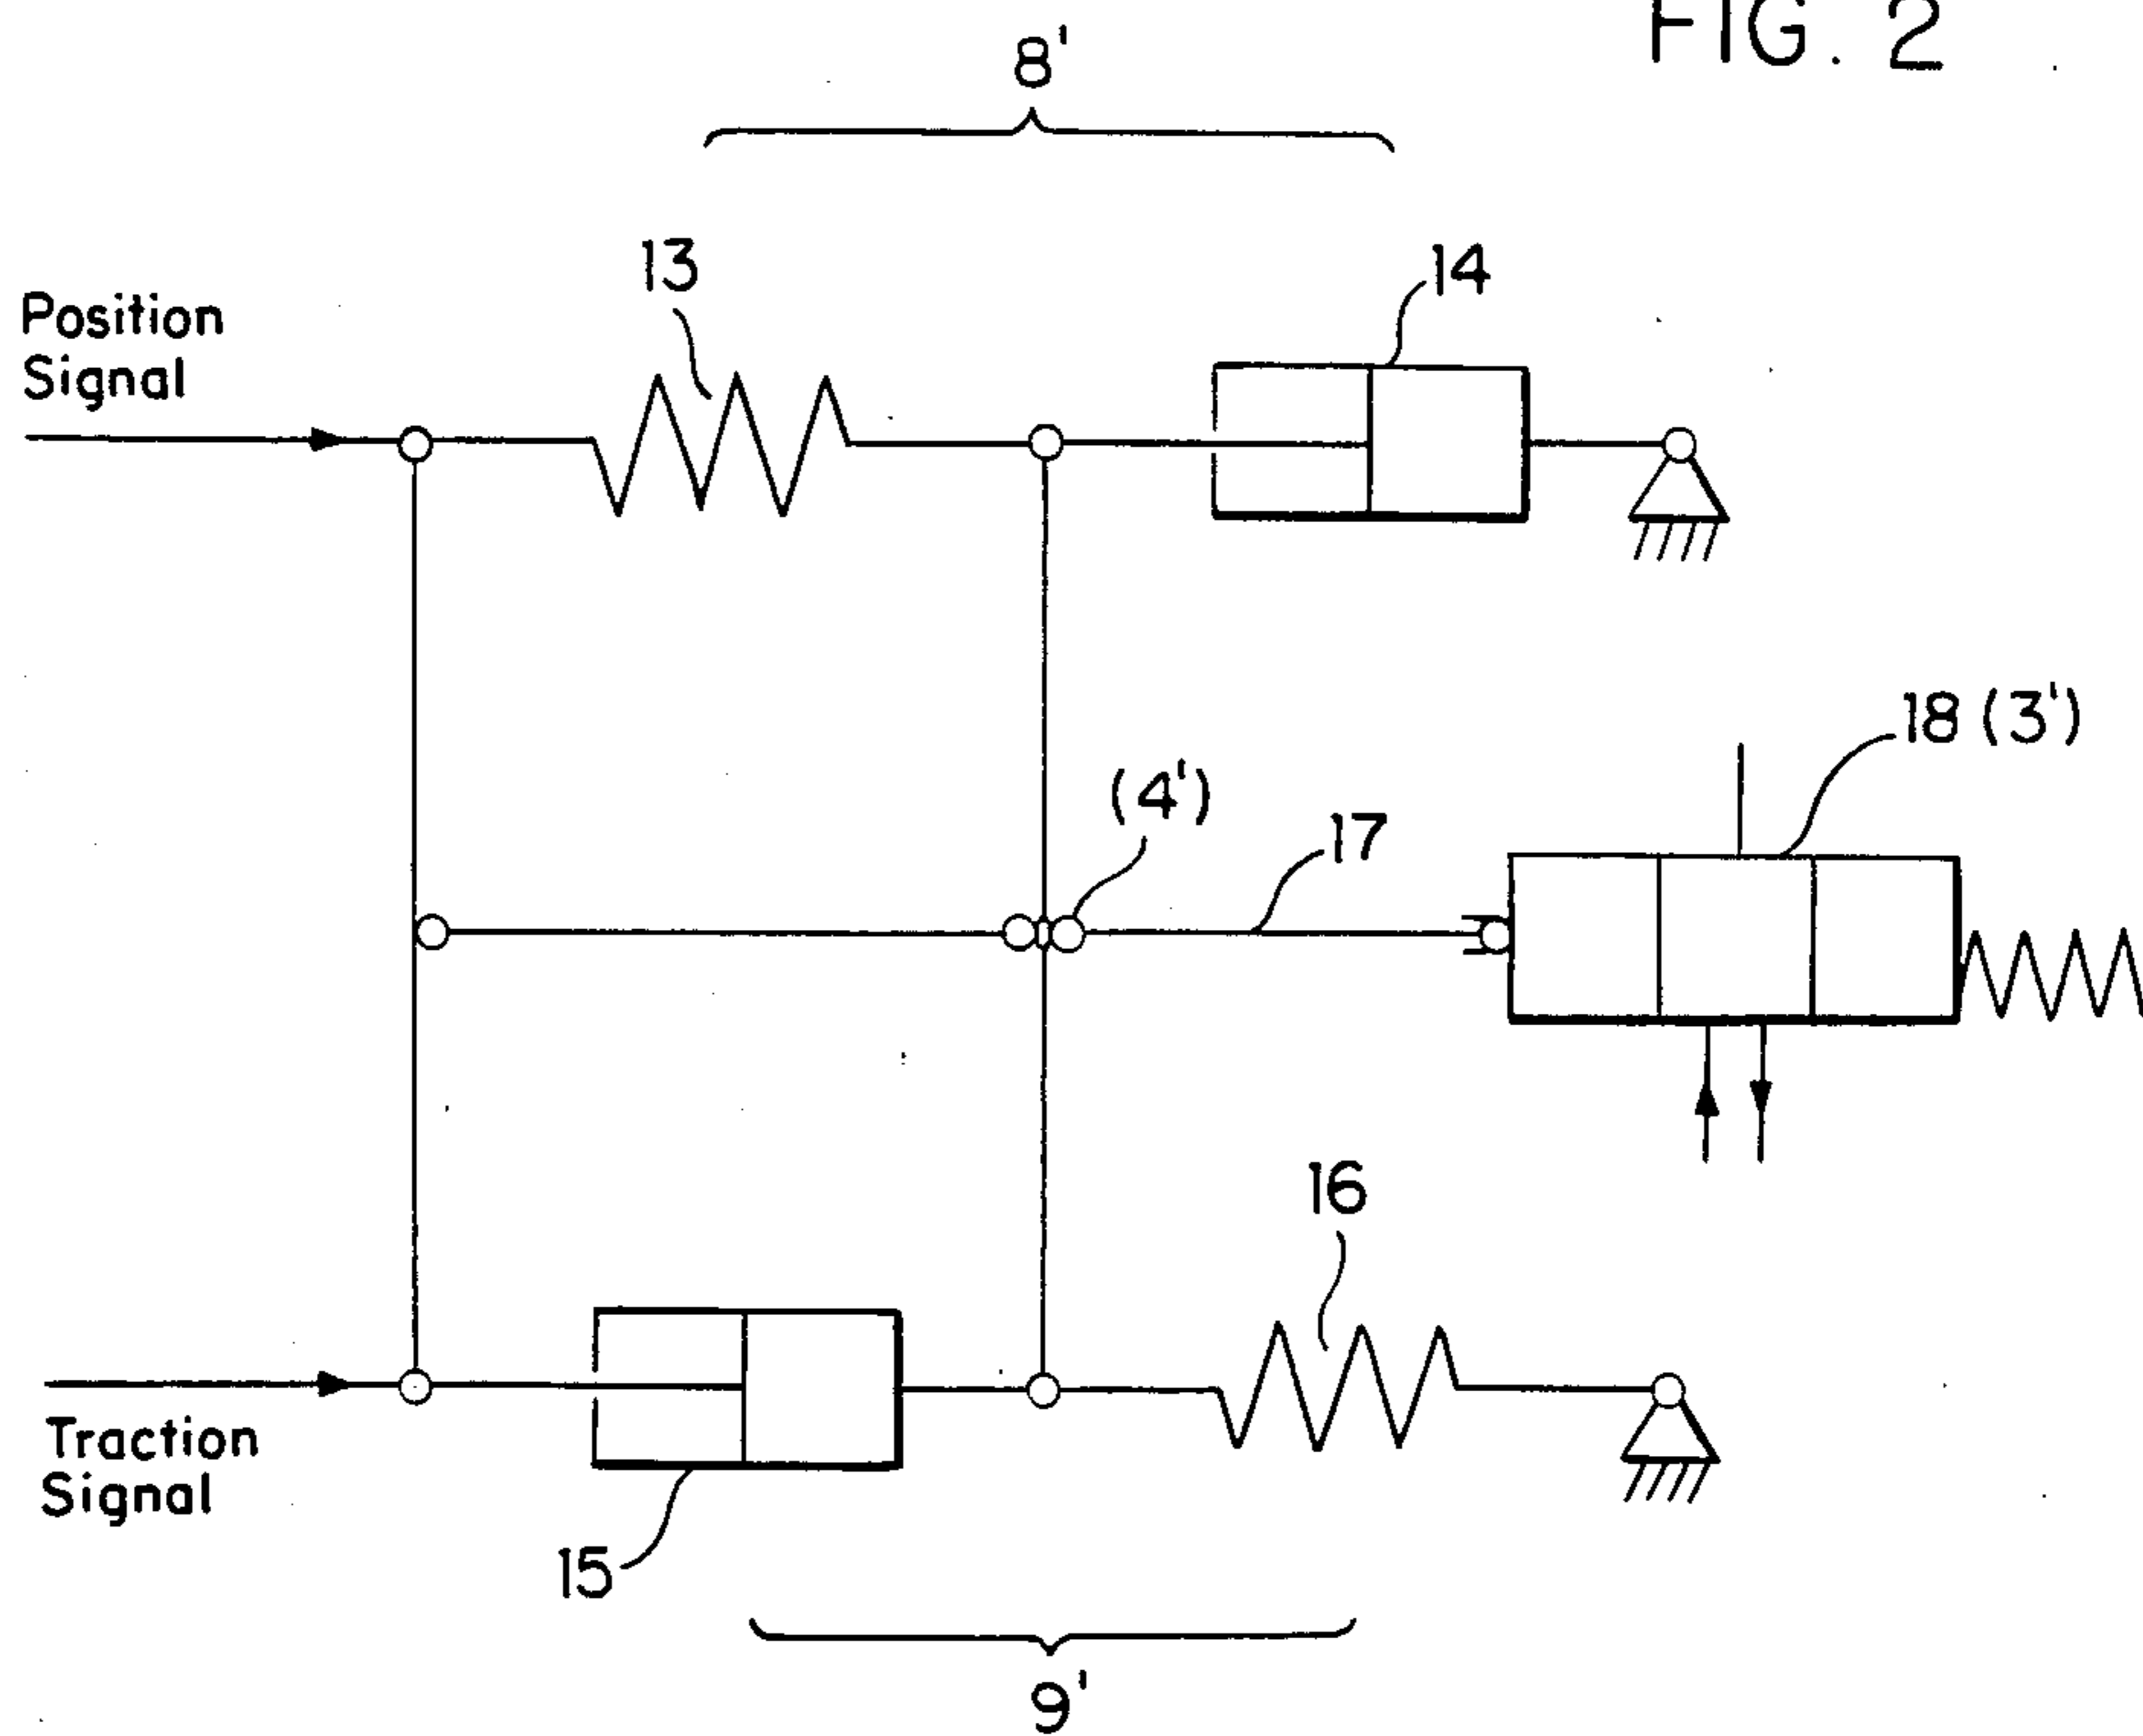 FIG. 2
8'
13
14
Position
Signal
18 (3')
(4')
17
16
Traction
Signal
15
9'